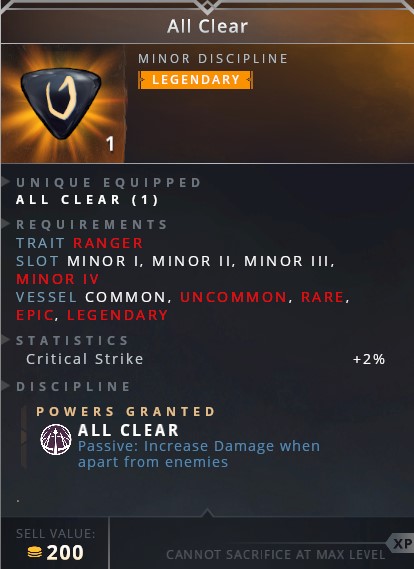 All Clear
MINOR DISCIPLINE
LEGENDARY
1
UNIQUE EQUIPPED
ALL CLEAR (1)
REQUIREMENTS
TRAIT RANGER
SLOT MINOR I, MINOR II, MINOR III,
MINOR IV
VESSEL COMMON, UNCOMMON, RARE,
EPIC, LEGENDARY
STATISTICS
Critical Strike +2%
DISCIPLINE
POWERS GRANTED
ALL CLEAR
Passive: Increase Damage when
apart from enemies
SELL VALUE:
200
XP
CANNOT SACRIFICE AT MAX LEVEL